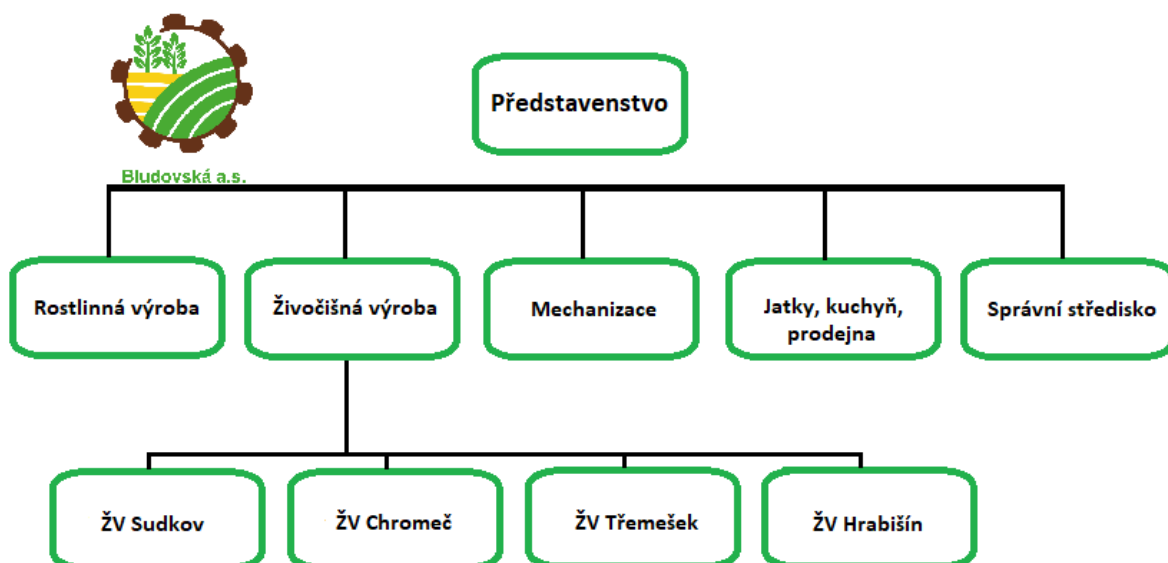 Představenstvo
Bludovská a.s.
Rostlinná výroba
Živočišná výroba
Mechanizace
Jatky, kuchyň,
prodejna
Správní středisko
ŽV Sudkov
ŽV Chromeč
ŽV Třemešek
ŽV Hrabišín